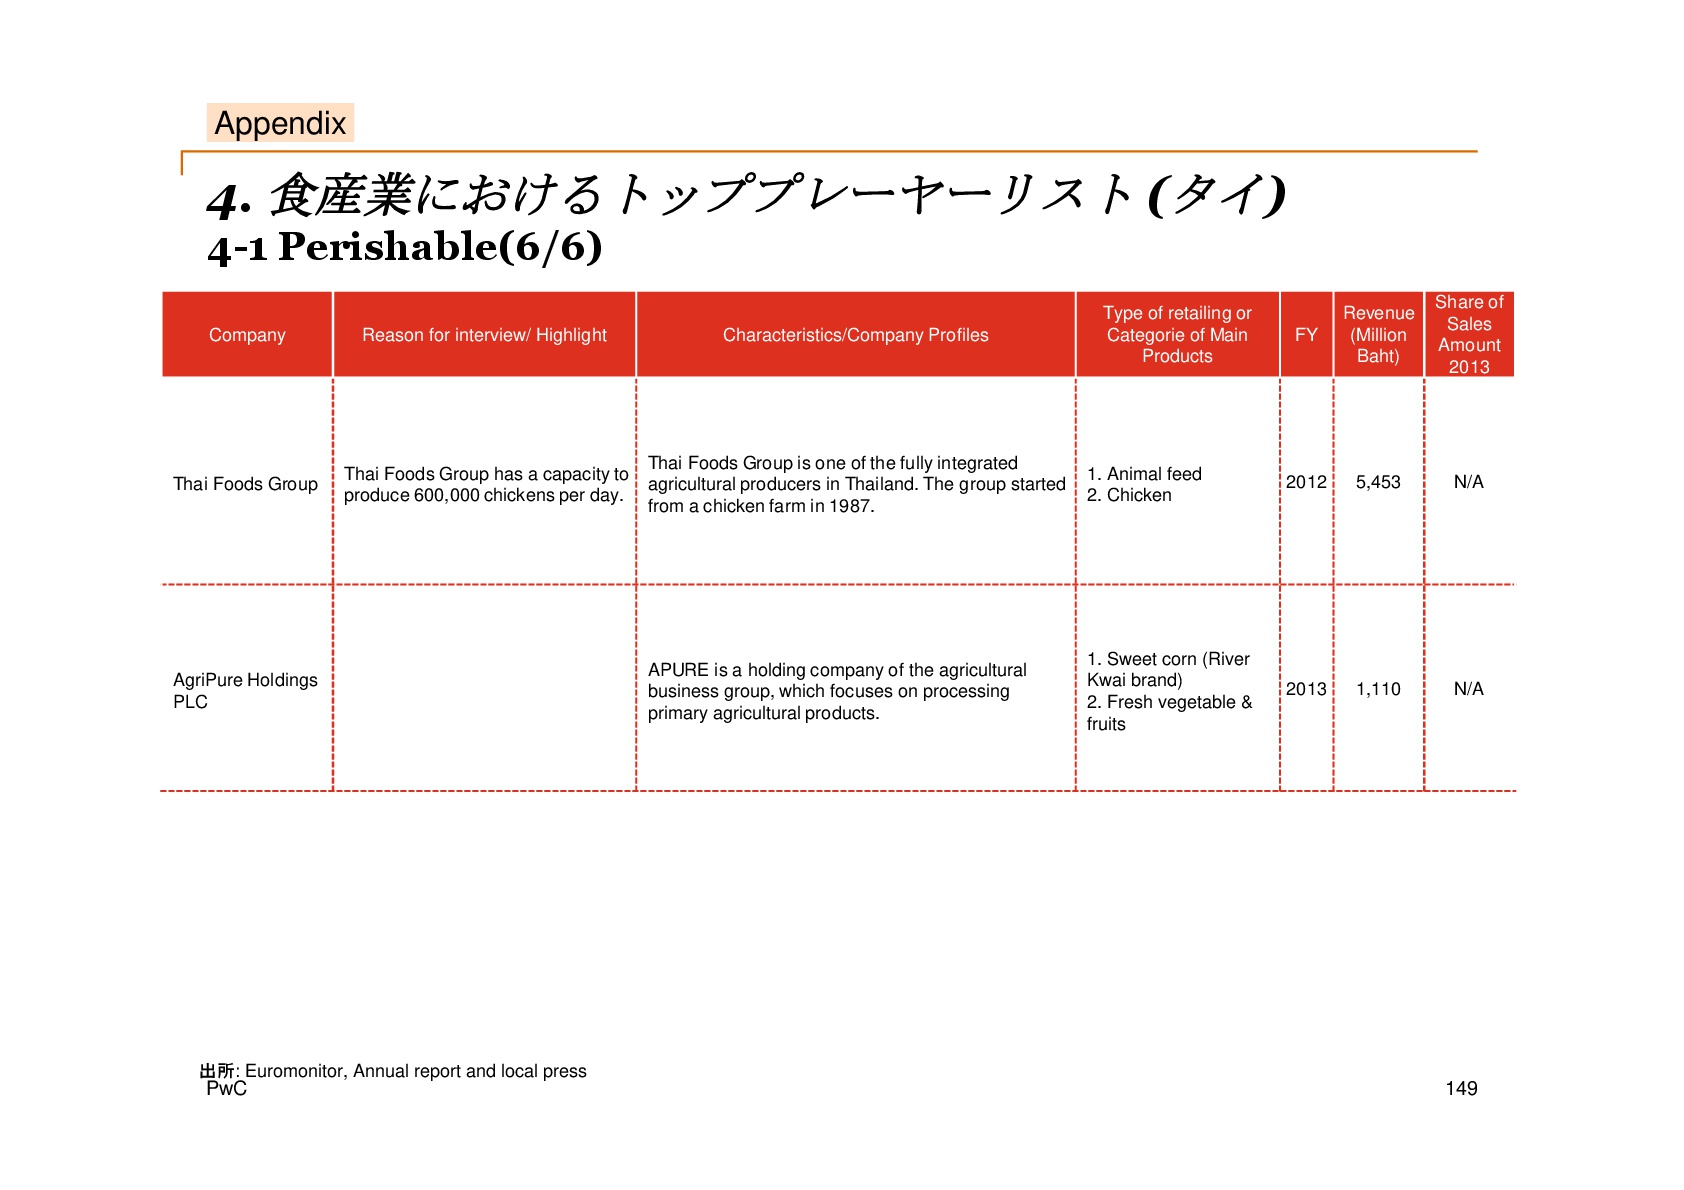 Appendix
4. 食産業におけるトッププレーヤーリスト(タイ)
4-1 Perishable(6/6)
Company
Reason for interview/ Highlight
Characteristics/Company Profiles
Type of retailing or
Categorie of Main
Products
FY
Revenue
(Million
Baht)
Share of
Sales
Amount
2013
Thai Foods Group
Thai Foods Group has a capacity to
produce 600,000 chickens per day.
Thai Foods Group is one of the fully integrated
agricultural producers in Thailand. The group started
from a chicken farm in 1987.
1. Animal feed
2. Chicken
2012
5,453
N/A
AgriPure Holdings
PLC
APURE is a holding company of the agricultural
business group, which focuses on processing
primary agricultural products.
1. Sweet corn (River
Kwai brand)
2. Fresh vegetable &
fruits
2013
1,110
N/A
出所: Euromonitor, Annual report and local press
PwC
149